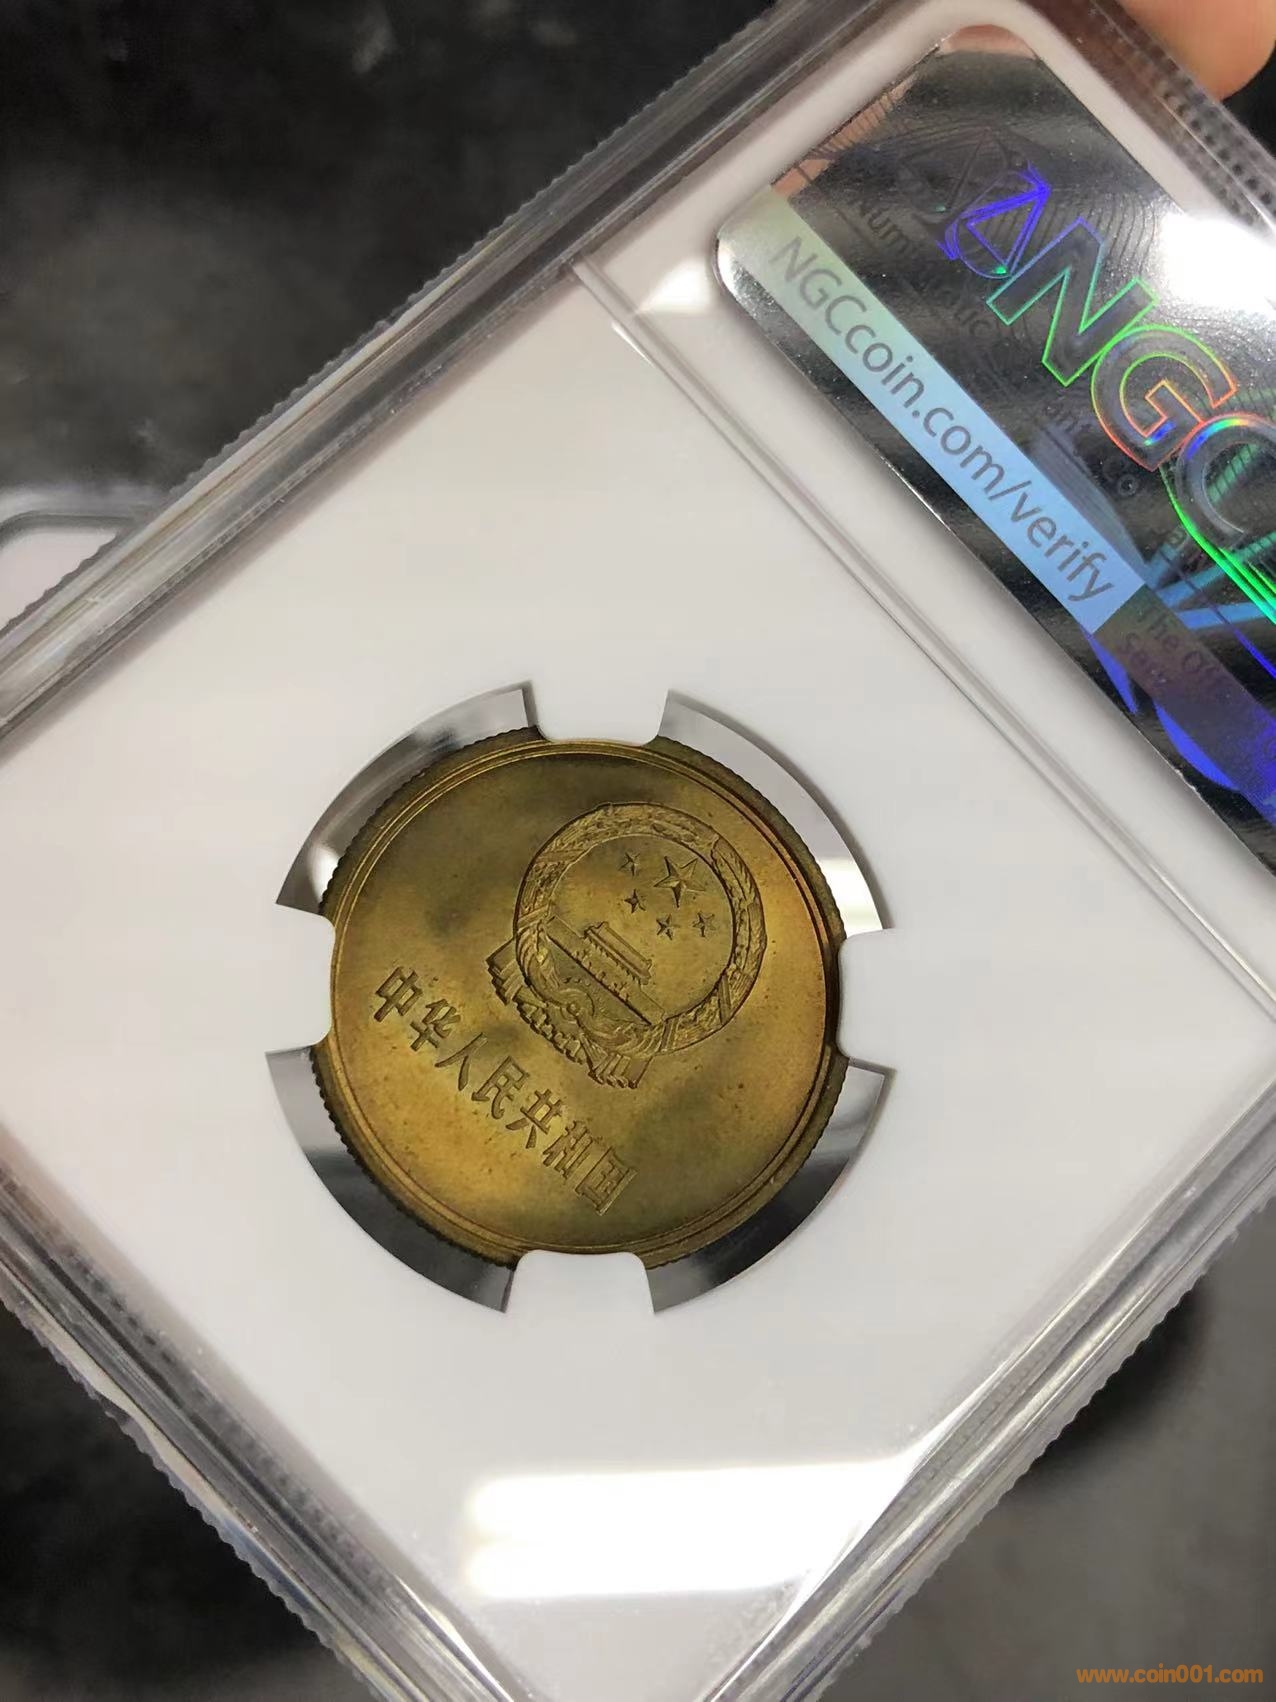 NGC
NGCcoin.com/verify
中华人民共和国
www.coin001.com